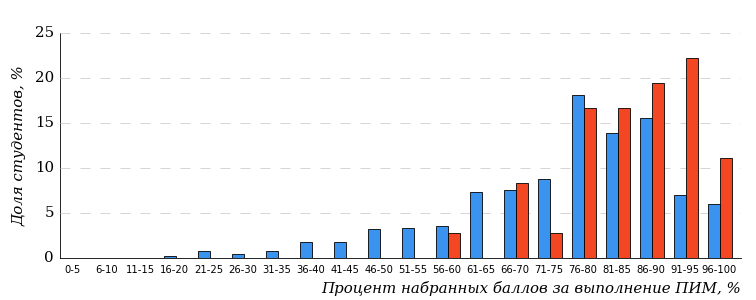 25
20
15
10
5
0
Доля студентов, %
0-5 6-10 11-15 16-20 21-25 26-30 31-35 36-40 41-45 46-50 51-55 56-60 61-65 66-70 71-75 76-80 81-85 86-90 91-95 96-100
Процент набранных баллов за выполнение ПИМ, %